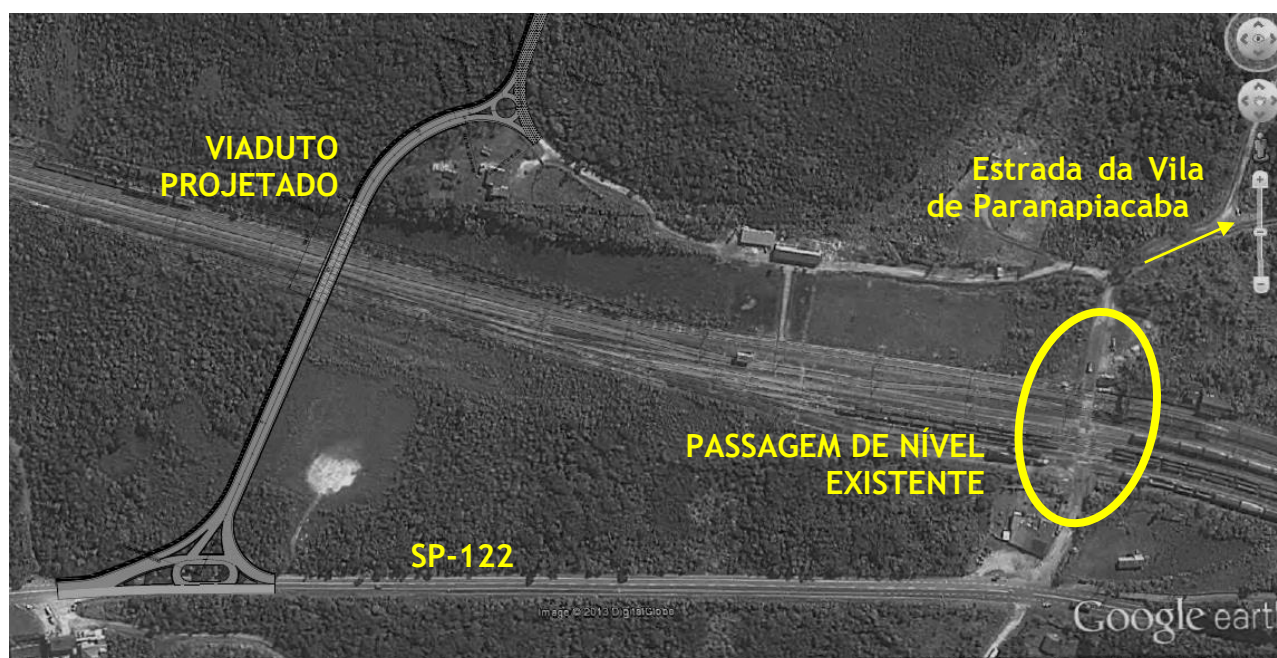 VIADUTO
PROJETADO
Estrada da Vila
de Paranapiacaba
PASSAGEM DE NÍVEL
EXISTENTE
SP-122
Image © 2013 DigitalGlobe
Google earth